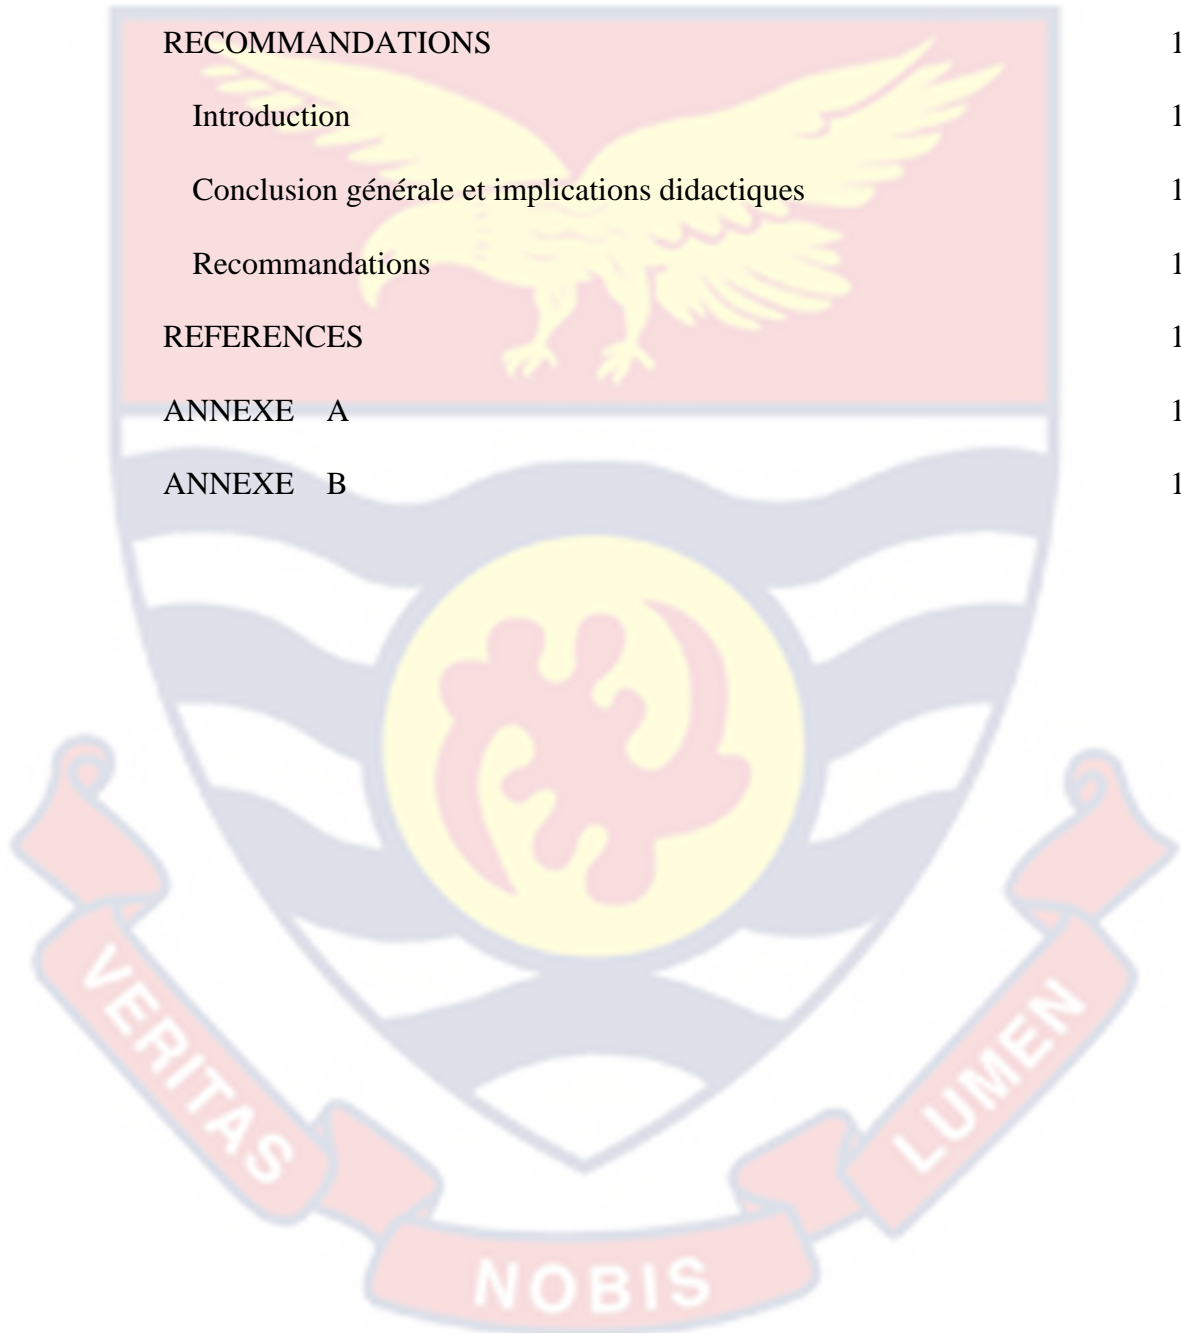 RECOMMANDATIONS 1
Introduction 1
Conclusion générale et implications didactiques 1
Recommandations 1
REFERENCES 1
ANNEXE A 1
ANNEXE B 1
VERITAS
NOBIS
LUMEN